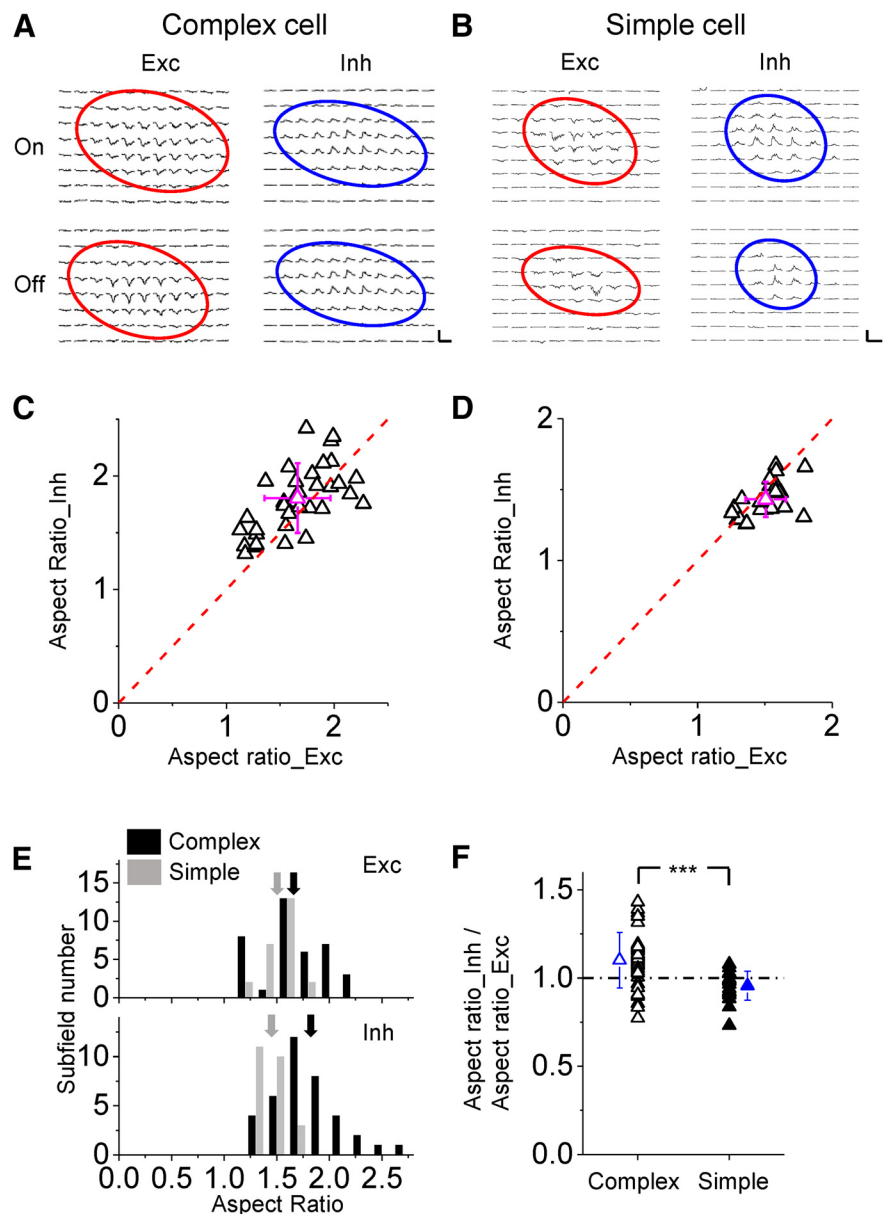 A Complex cell
B Simple cell
Exc Inh
Exc Inh
On
Off
C
Aspect Ratio_Inh
2
1
0
0 1 2
Aspect ratio_Exc
D
Aspect Ratio_Inh
2
1
0
0 1 2
Aspect ratio_Exc
E
Complex
Simple
Exc
15
10
5
0
Subfield number
Inh
10
5
0
0.0 0.5 1.0 1.5 2.0 2.5
Aspect Ratio
F
Aspect ratio_Inh /
Aspect ratio_Exc
***
1.5
1.0
0.5
0.0
Complex Simple